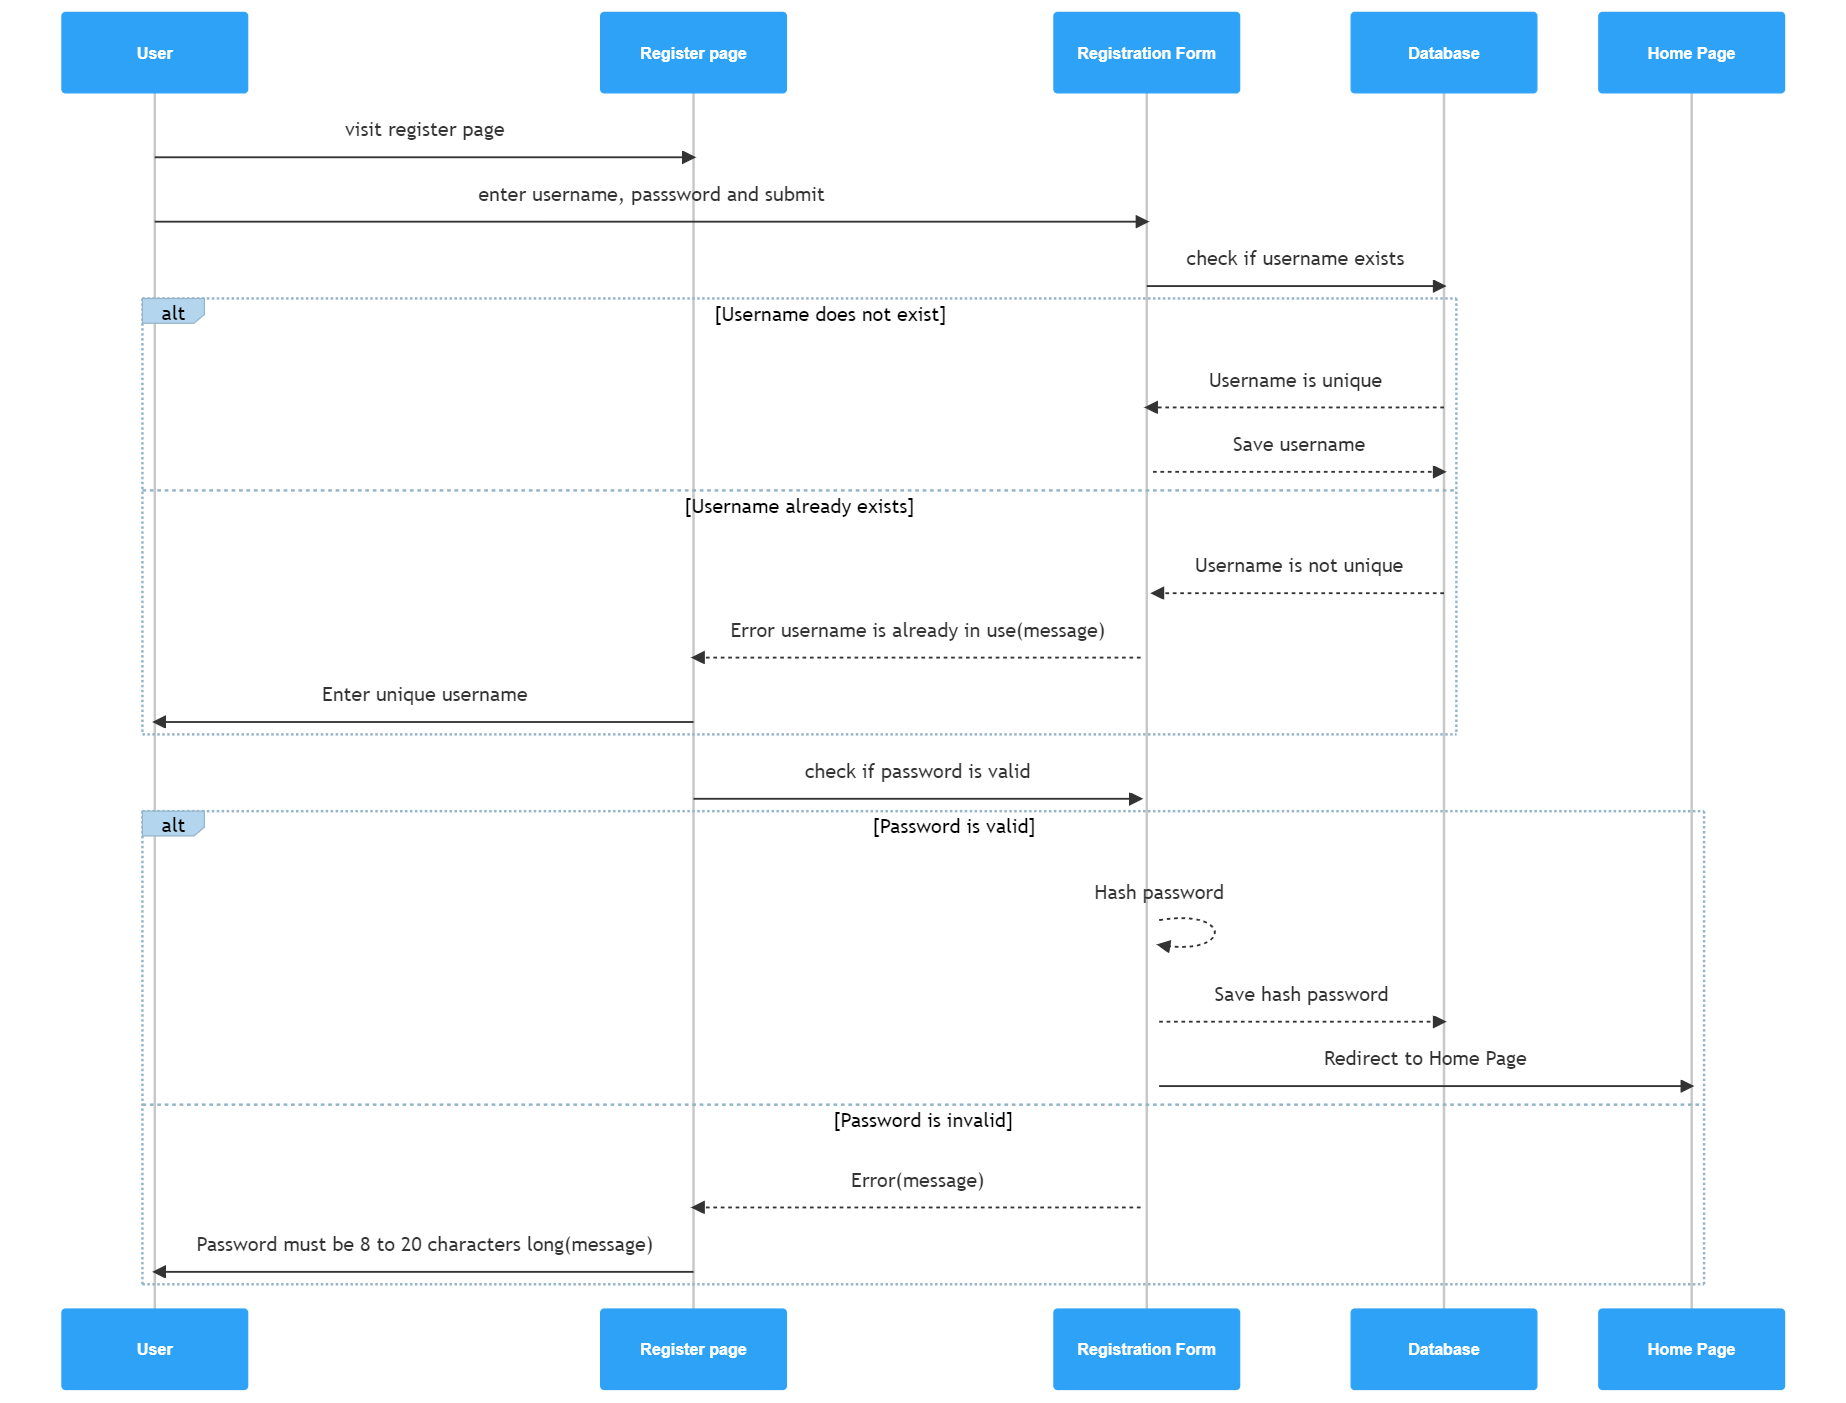 User
Register page
Registration Form
Database
Home Page
visit register page
enter username, passsword and submit
check if username exists
alt
[Username does not exist]
Username is unique
Save username
[Username already exists]
Username is not unique
Error username is already in use(message)
Enter unique username
check if password is valid
alt
[Password is valid]
Hash password
Save hash password
Redirect to Home Page
[Password is invalid]
Error(message)
Password must be 8 to 20 characters long(message)
User
Register page
Registration Form
Database
Home Page